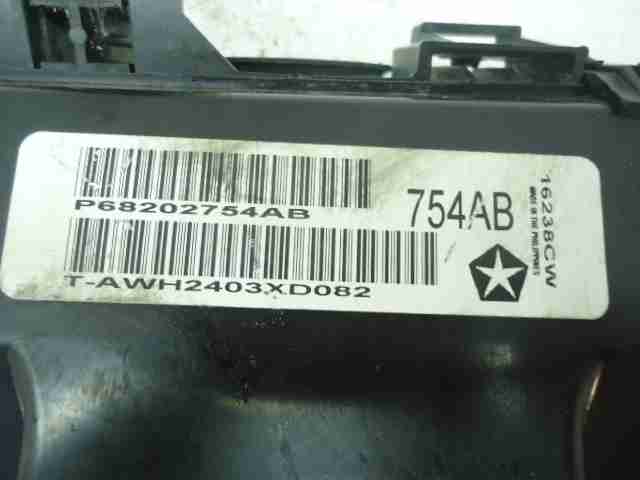 P68202754AB
754AB
T-AWH2403XD082
16238CW
MADE IN THE PHILIPPINES